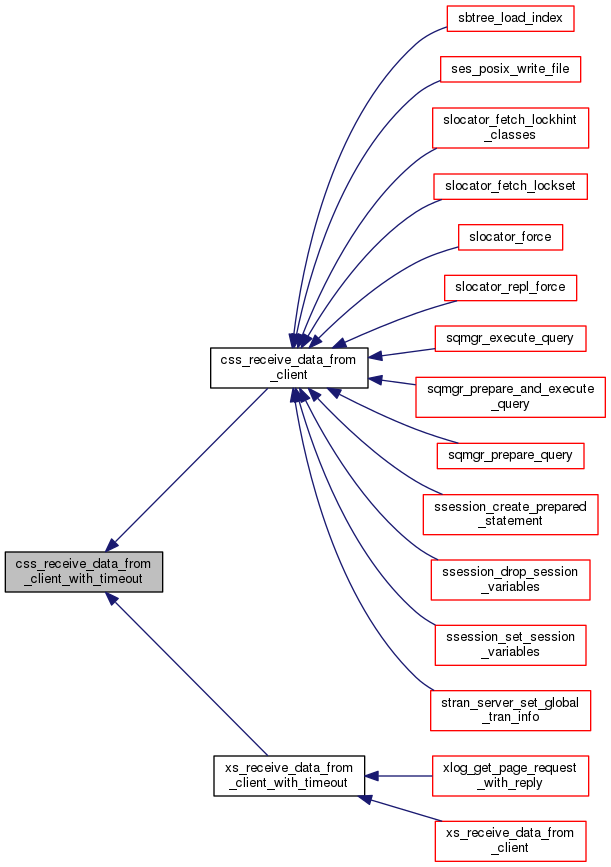 sbtree_load_index
ses_posix_write_file
slocator_fetch_lockhint
_classes
slocator_fetch_lockset
slocator_force
slocator_repl_force
sqmgr_execute_query
css_receive_data_from
_client
sqmgr_prepare_and_execute
_query
sqmgr_prepare_query
ssession_create_prepared
_statement
css_receive_data_from
_client_with_timeout
ssession_drop_session
_variables
ssession_set_session
_variables
stran_server_set_global
_tran_info
xs_receive_data_from
_client_with_timeout
xlog_get_page_request
_with_reply
xs_receive_data_from
_client